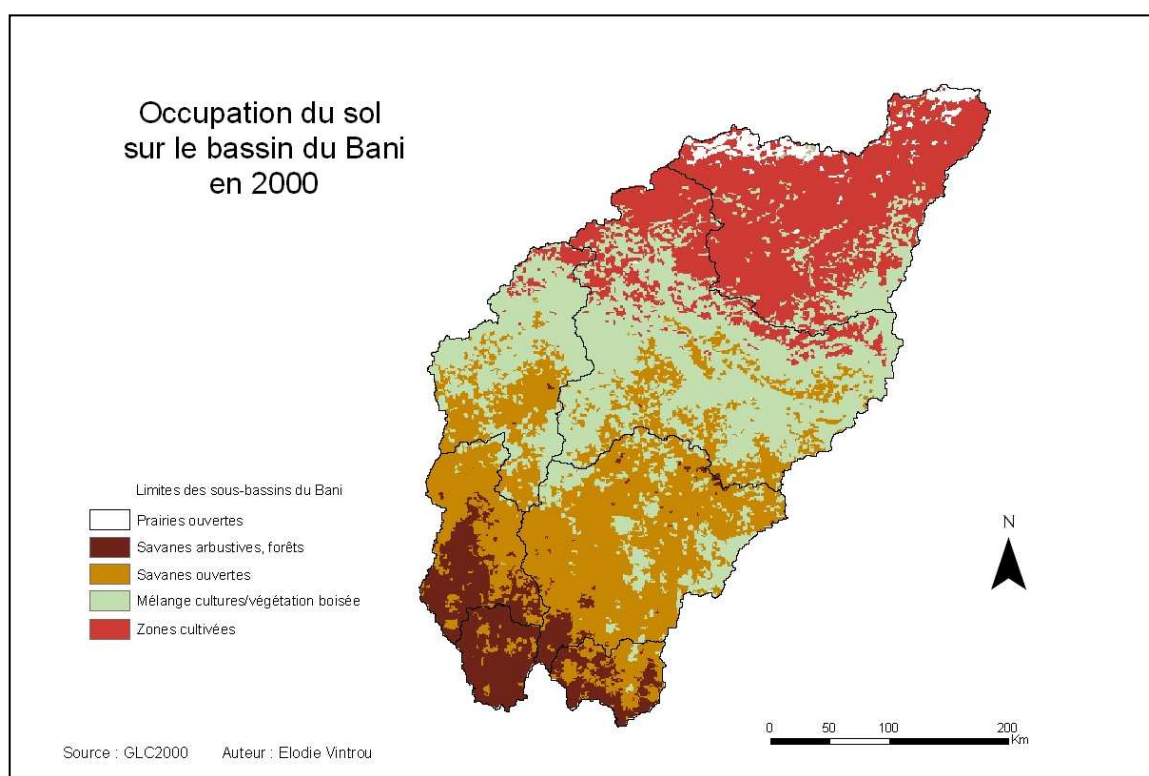 Occupation du sol
sur le bassin du Bani
en 2000
Limites des sous-bassins du Bani
Prairies ouvertes
Savanes arbustives, forêts
Savanes ouvertes
Mélange cultures/végétation boisée
Zones cultivées
N
0 50 100 200
Km
Source : GLC2000 Auteur : Elodie Vintrou